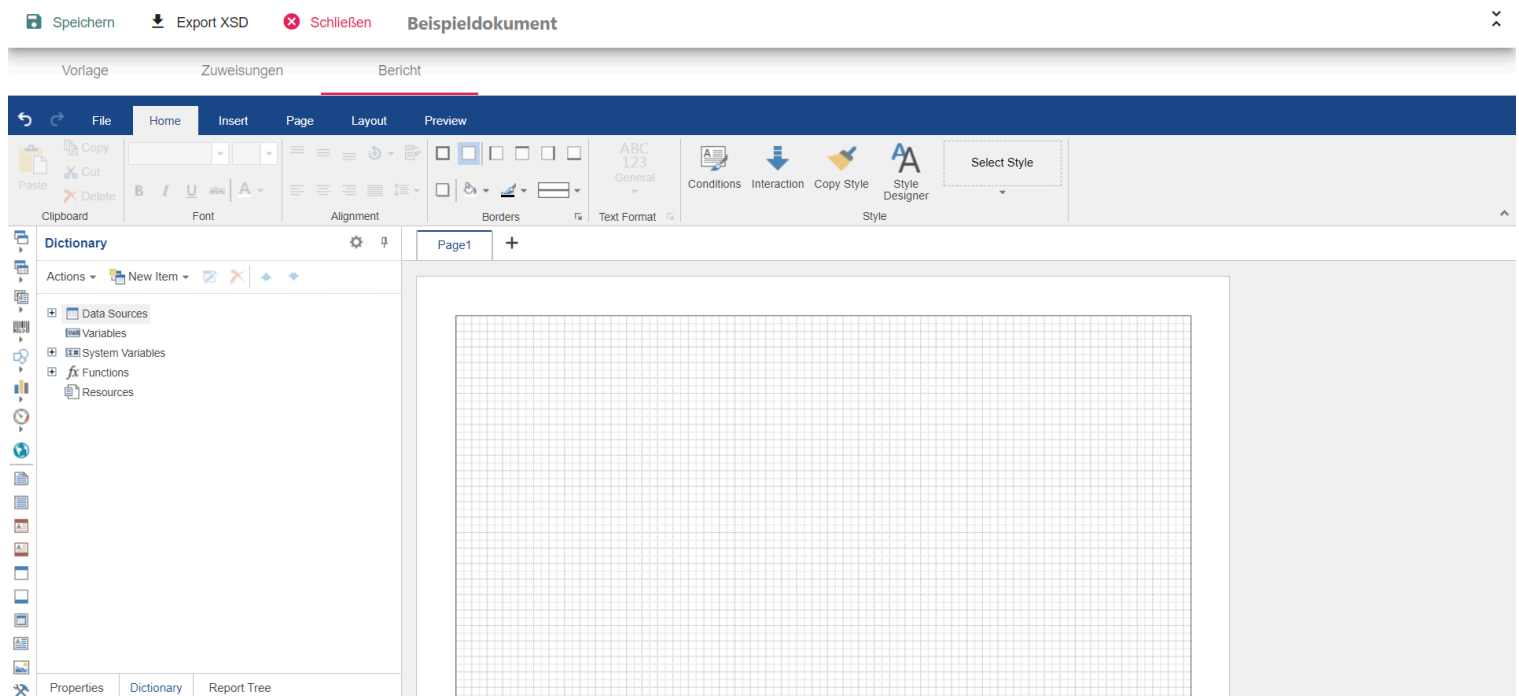 Speichern Export XSD Schließen Beispieldokument
Vorlage Zuweisungen Bericht
File Home Insert Page Layout Preview
Paste
Copy
Cut
Delete
Clipboard
B I U abc A
Font
Alignment
Borders
ABC
123
General
Text Format
Conditions Interaction Copy Style Style Designer
Select Style
Style
Dictionary
Actions New Item
Data Sources
Variables
System Variables
fx Functions
Resources
Page1
Properties Dictionary Report Tree